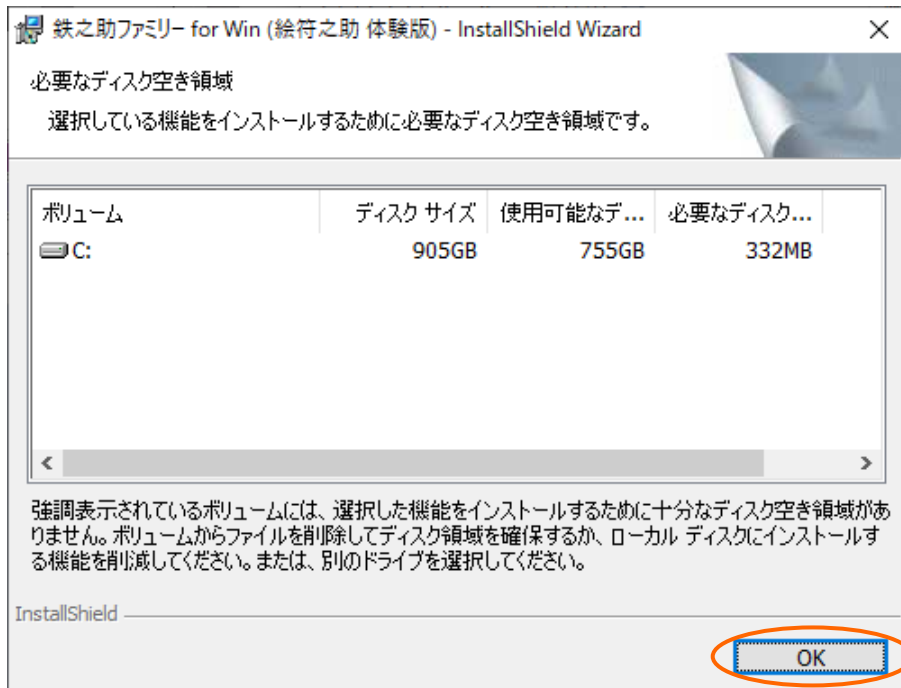 鉄之助ファミリー for Win (絵符之助 体験版) - InstallShield Wizard
必要なディスク空き領域
選択している機能をインストールするために必要なディスク空き領域です。
ボリューム ディスク サイズ 使用可能なデ... 必要なディスク...
C: 905GB 755GB 332MB
強調表示されているボリュームには、選択した機能をインストールするために十分なディスク空き領域があ
りません。ボリュームからファイルを削除してディスク領域を確保するか、ローカル ディスクにインストールす
る機能を削減してください。または、別のドライブを選択してください。
InstallShield
OK